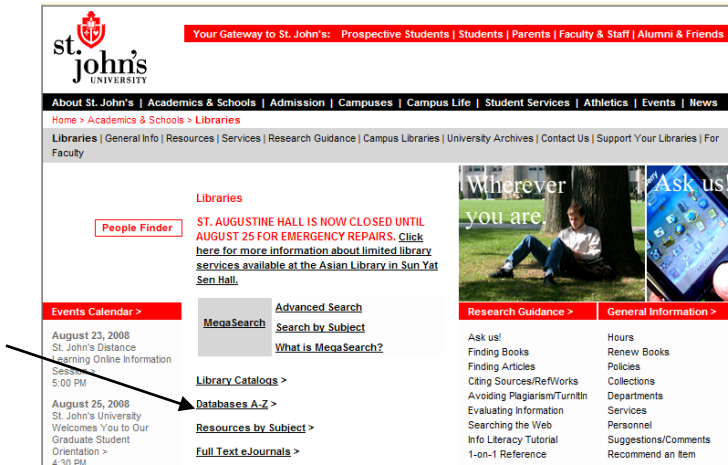 st. john's
UNIVERSITY
Your Gateway to St. John's: Prospective Students | Students | Parents | Faculty & Staff | Alumni & Friends
About St. John's | Academics & Schools | Admission | Campuses | Campus Life | Student Services | Athletics | Events | News
Home > Academics & Schools > Libraries
Libraries | General Info | Resources | Services | Research Guidance | Campus Libraries | University Archives | Contact Us | Support Your Libraries | For
Faculty
People Finder
Events Calendar >
August 23, 2008
St. John's Distance
Learning Online Information
Session >
5:00 PM
August 25, 2008
St. John's University
Welcomes You to Our
Graduate Student
Orientation >
4:30 PM
Libraries
ST. AUGUSTINE HALL IS NOW CLOSED UNTIL
AUGUST 25 FOR EMERGENCY REPAIRS. Click
here for more information about limited library
services available at the Asian Library in Sun Yat
Sen Hall.
MegaSearch
Advanced Search
Search by Subject
What is MegaSearch?
Library Catalogs >
Databases A-Z >
Resources by Subject >
Full Text eJournals >
Wherever
you are.
Ask us!
Research Guidance >
Ask us!
Finding Books
Finding Articles
Citing Sources/RefWorks
Avoiding Plagiarism/TurnItIn
Evaluating Information
Searching the Web
Info Literacy Tutorial
1-on-1 Reference
General Information >
Hours
Renew Books
Policies
Collections
Departments
Services
Personnel
Suggestions/Comments
Recommend an Item